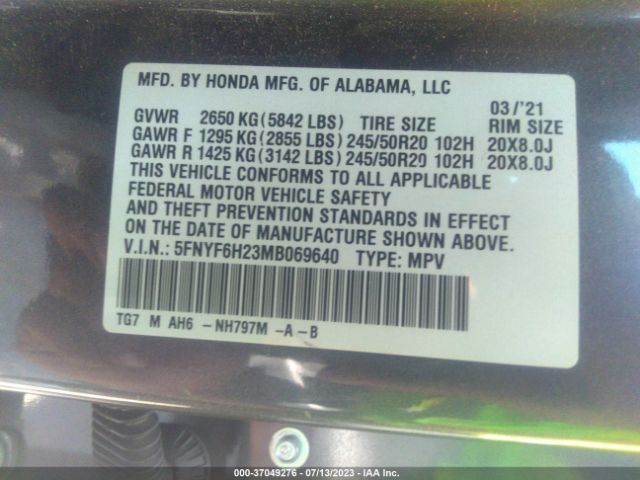 MFD. BY HONDA MFG. OF ALABAMA, LLC
03/'21
GVWR 2650 KG (5842 LBS) TIRE SIZE RIM SIZE
GAWR F 1295 KG (2855 LBS) 245/50R20 102H 20X8.0J
GAWR R 1425 KG (3142 LBS) 245/50R20 102H 20X8.0J
THIS VEHICLE CONFORMS TO ALL APPLICABLE
FEDERAL MOTOR VEHICLE SAFETY
AND THEFT PREVENTION STANDARDS IN EFFECT
ON THE DATE OF MANUFACTURE SHOWN ABOVE.
V.I.N.: 5FNYF6H23MB069640 TYPE: MPV
TG7 M AH6 -NH797M -A-B
000-37049276 - 07/13/2023 - IAA Inc.